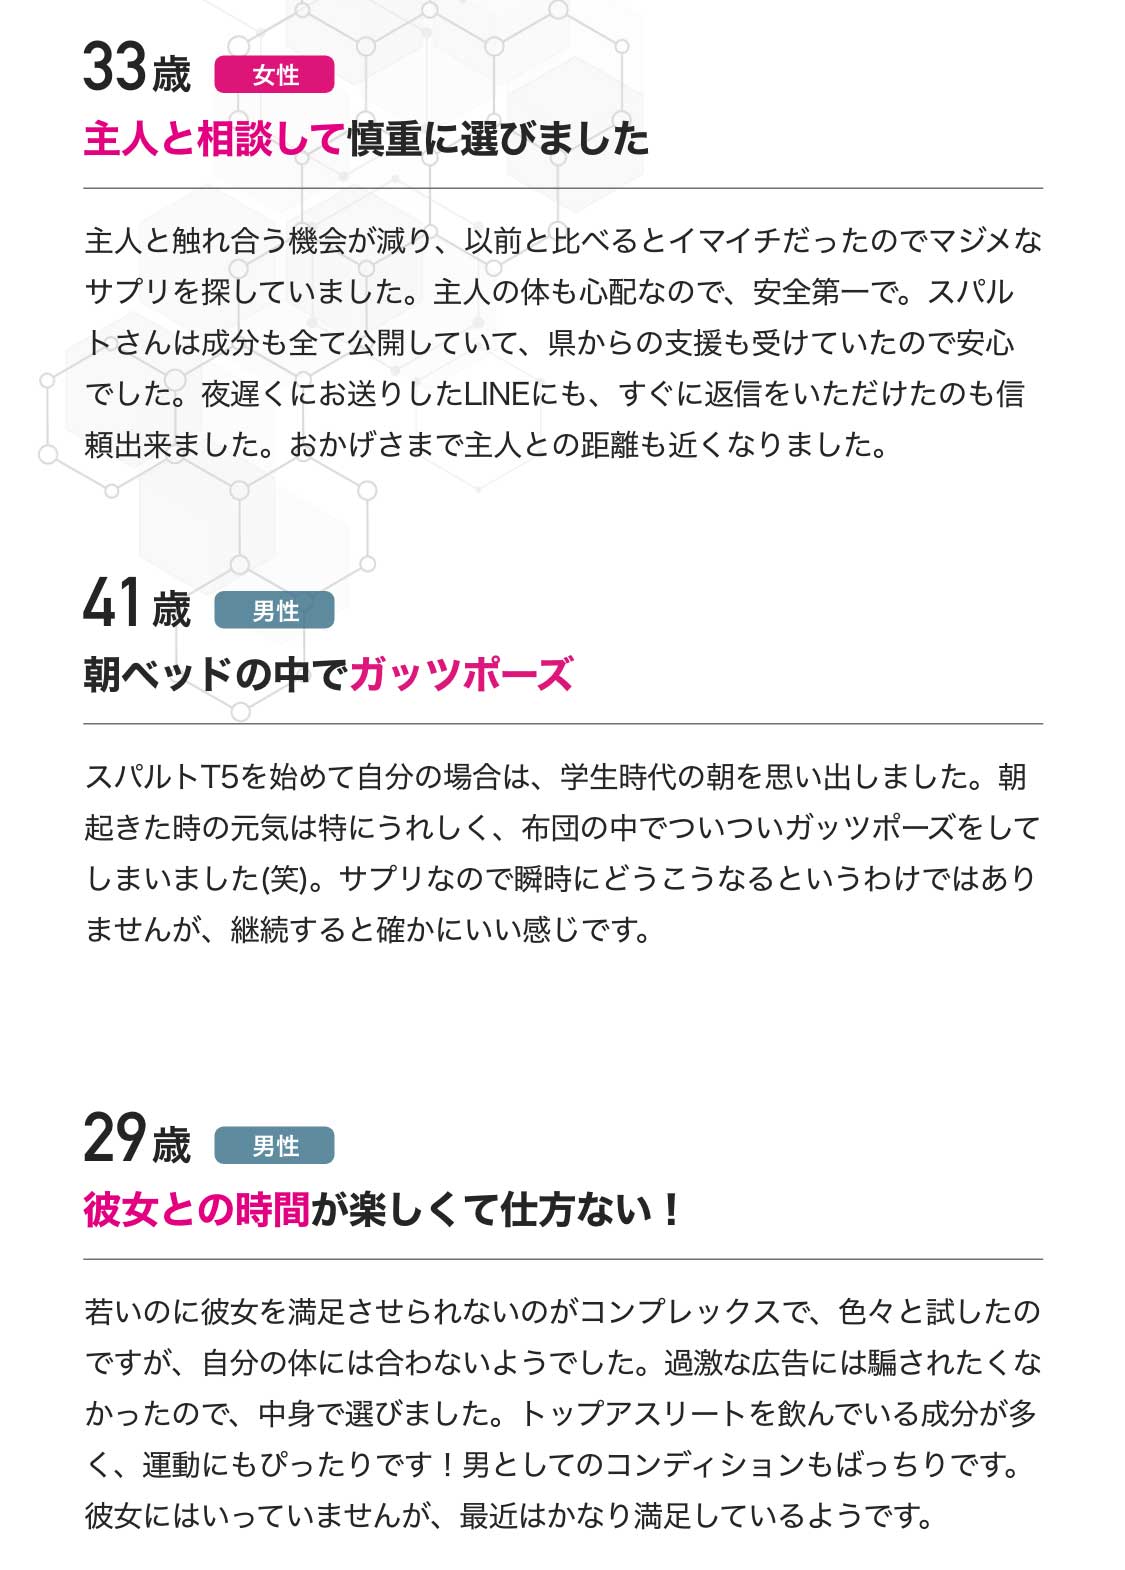 33歳 女性
主人と相談して慎重に選びました
主人と触れ合う機会が減り、以前と比べるとイマイチだったのでマジメな
サプリを探していました。主人の体も心配なので、安全第一で。スパル
トさんは成分も全て公開していて、県からの支援も受けていたので安心
でした。夜遅くにお送りしたLINEにも、すぐに返信をいただけたのも信
頼出来ました。おかげさまで主人との距離も近くなりました。
41歳 男性
朝ベッドの中でガッツポーズ
スパルトT5を始めて自分の場合は、学生時代の朝を思い出しました。朝
起きた時の元気は特にうれしく、布団の中でついついガッツポーズをして
しまいました(笑)。サプリなので瞬時にどうこうなるというわけではあり
ませんが、継続すると確かにいい感じです。
29歳 男性
彼女との時間が楽しくて仕方ない！
若いのに彼女を満足させられないのがコンプレックスで、色々と試したの
ですが、自分の体には合わないようでした。過激な広告には騙されたくな
かったので、中身で選びました。トップアスリートを飲んでいる成分が多
く、運動にもぴったりです！男としてのコンディションもばっちりです。
彼女にはいっていませんが、最近はかなり満足しているようです。